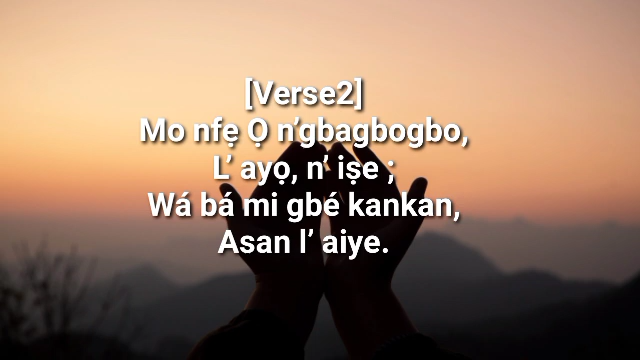 [Verse2]
Mo nfẹ Ọ n’gbagbogbo,
L’ ayọ, n’ iṣe ;
Wá bá mi gbé kankan,
Asan l’ aiye.